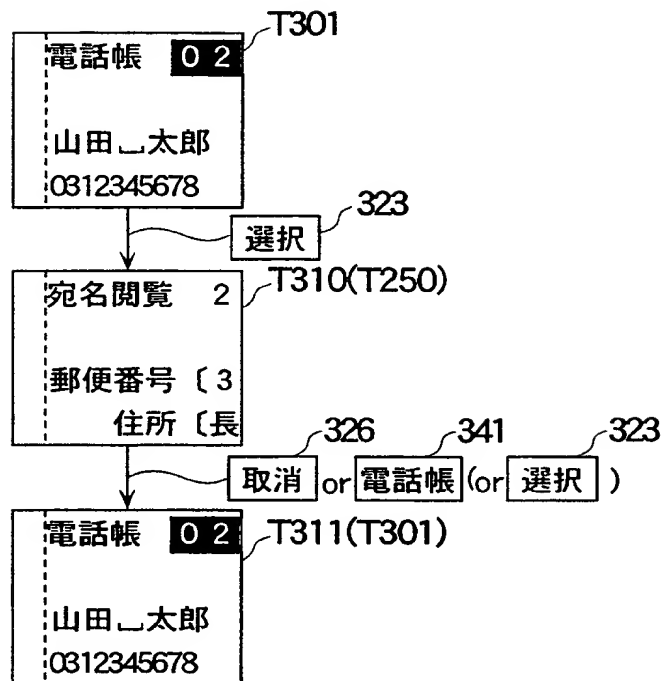 T301
電話帳 02
山田␣太郎
0312345678
323
選択
T310(T250)
宛名閲覧 2
郵便番号〔3
住所〔長
326 341 323
取消 or 電話帳 (or 選択)
T311(T301)
電話帳 02
山田␣太郎
0312345678